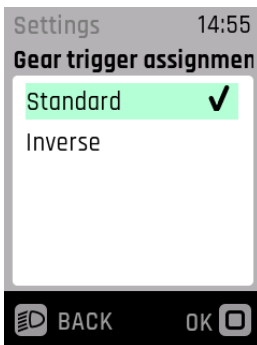 Settings 14:55
Gear trigger assignmen
Standard
Inverse
BACK OK